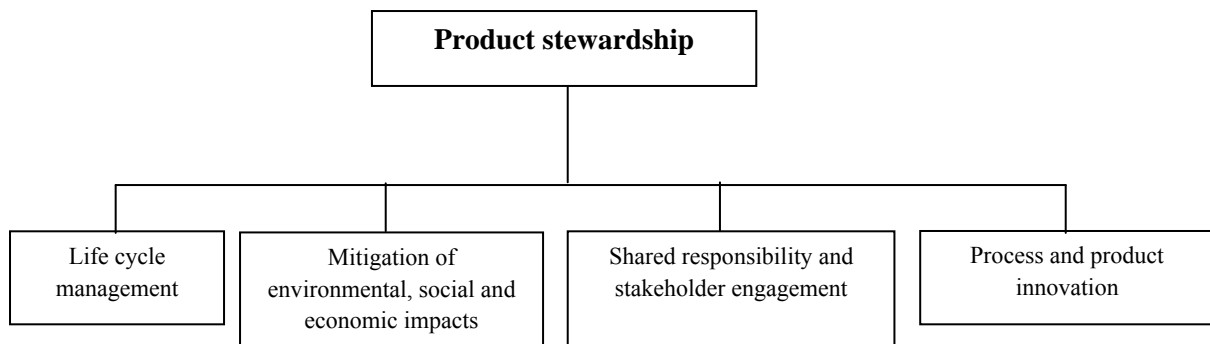 Product stewardship
Life cycle
management
Mitigation of
environmental, social and
economic impacts
Shared responsibility and
stakeholder engagement
Process and product
innovation